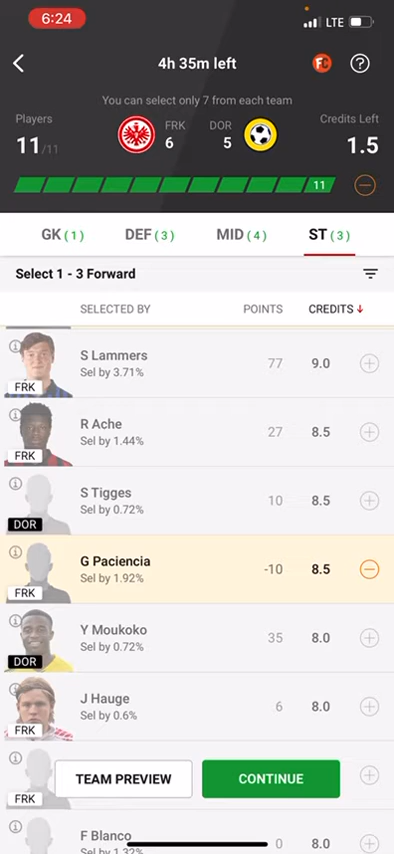 6:24
LTE
4h 35m left
FC
?
You can select only 7 from each team
Players
11/11
FRK
6
DOR
5
Credits Left
1.5
11
GK (1)
DEF (3)
MID (4)
ST (3)
Select 1 - 3 Forward
SELECTED BY
POINTS
CREDITS
S Lammers
Sel by 3.71%
77
9.0
FRK
R Ache
Sel by 1.44%
27
8.5
FRK
S Tigges
Sel by 0.72%
10
8.5
DOR
G Paciencia
Sel by 1.92%
-10
8.5
FRK
Y Moukoko
Sel by 0.72%
35
8.0
DOR
J Hauge
Sel by 0.6%
6
8.0
FRK
FRK
TEAM PREVIEW
CONTINUE
F Blanco
Sel by 1.32%
0
8.0